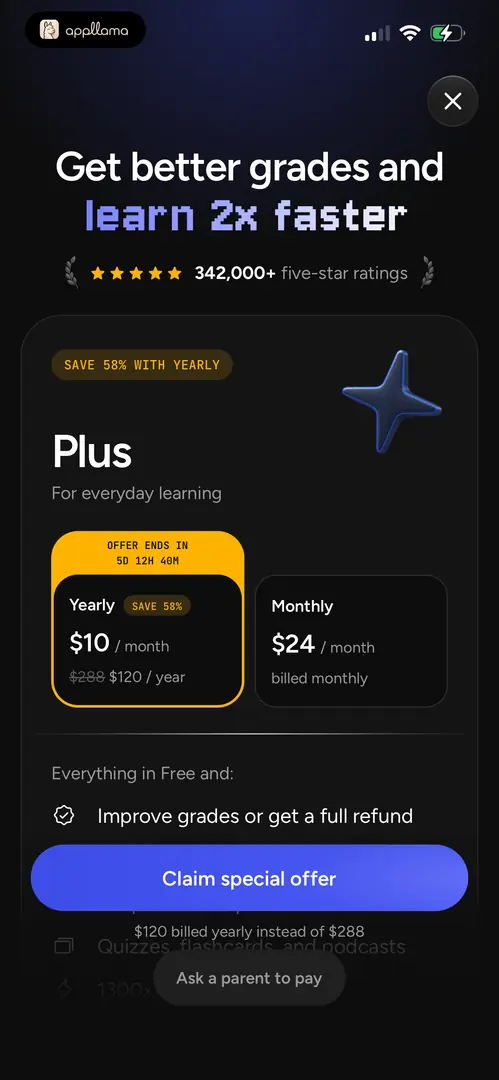 appllama
Get better grades and
learn 2x faster
342,000+ five-star ratings
SAVE 58% WITH YEARLY
Plus
For everyday learning
OFFER ENDS IN
5D 12H 40M
Yearly SAVE 58%
$10 / month
$288 $120 / year
Monthly
$24 / month
billed monthly
Everything in Free and:
Improve grades or get a full refund
Claim special offer
$120 billed yearly instead of $288
Quizzes, flashcards, and podcasts
Ask a parent to pay
1300x